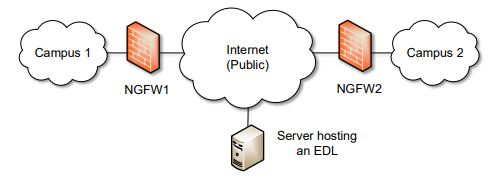 Campus 1
NGFW1
Internet
(Public)
NGFW2
Campus 2
Server hosting
an EDL